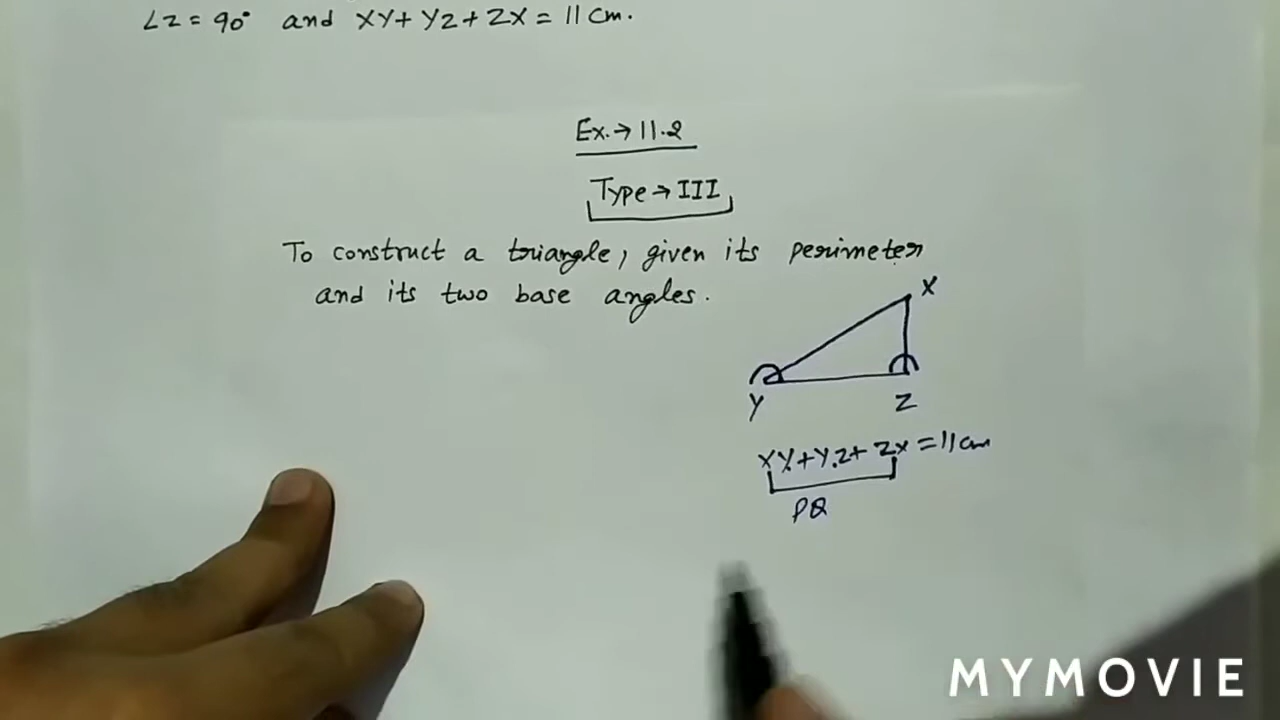 ∠Z = 90° and XY + YZ + ZX = 11 cm.
Ex. → 11.2
Type → III
To construct a triangle, given its perimeter
and its two base angles.
X
Y Z
XY + YZ + ZX = 11 cm
PQ
MYMOVIE